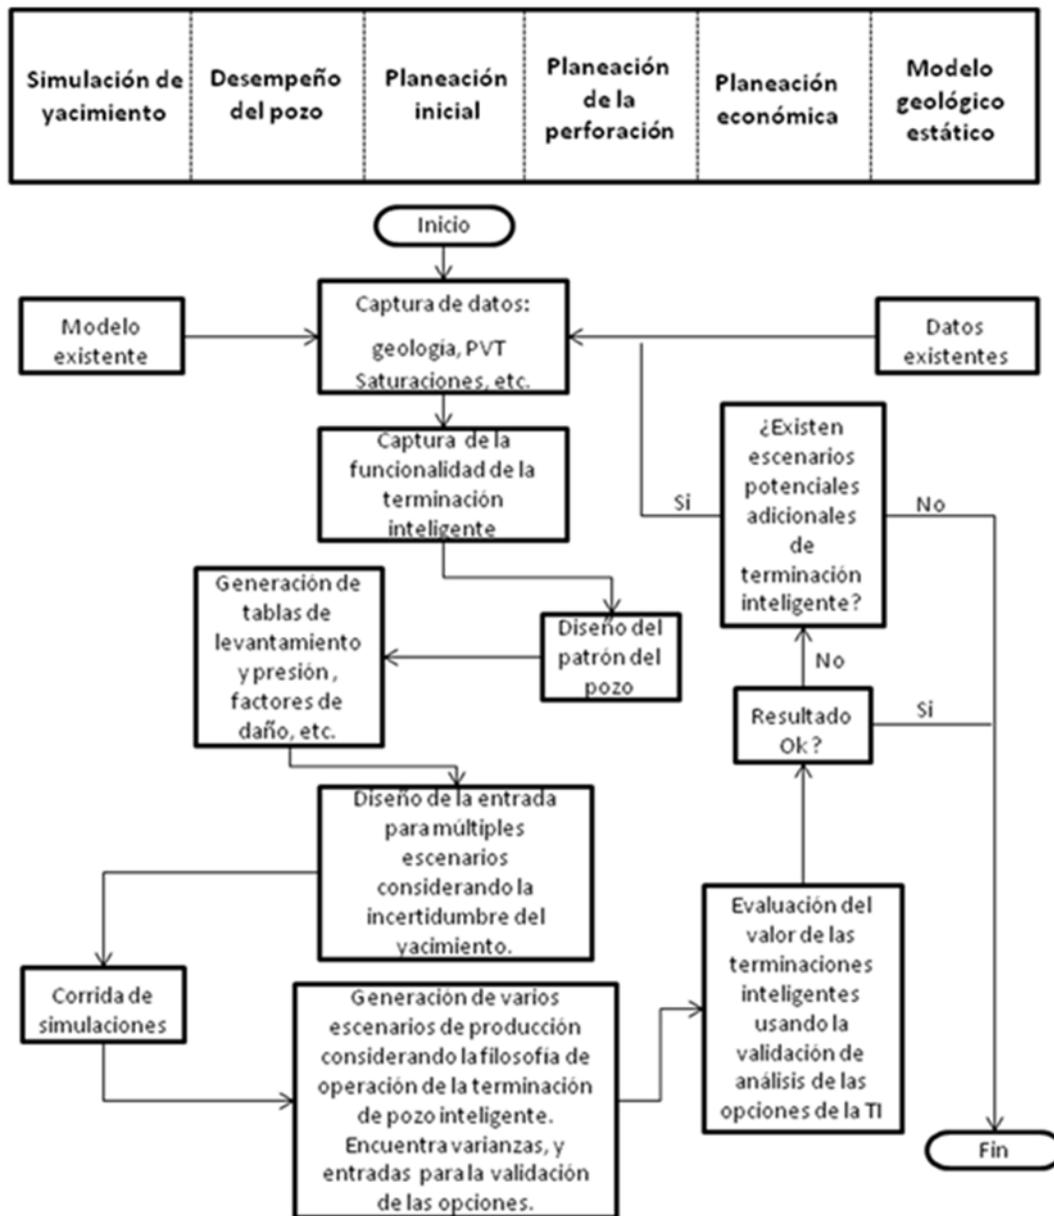 Simulación de
yacimiento
Desempeño
del pozo
Planeación
inicial
Planeación
de la
perforación
Planeación
económica
Modelo
geológico
estático
Inicio
Modelo
existente
Captura de datos:
geología, PVT
Saturaciones, etc.
Datos
existentes
Captura de la
funcionalidad de la
terminación
inteligente
¿Existen
escenarios
potenciales
adicionales
de
terminación
inteligente?
Si
No
Generación de
tablas de
levantamiento
y presión ,
factores de
daño, etc.
Diseño del
patrón del
pozo
No
Resultado
Ok ?
Si
Diseño de la entrada
para múltiples
escenarios
considerando la
incertidumbre del
yacimiento.
Corrida de
simulaciones
Generación de varios
escenarios de producción
considerando la filosofía de
operación de la terminación
de pozo inteligente.
Encuentra varianzas, y
entradas para la validación
de las opciones.
Evaluación del
valor de las
terminaciones
inteligentes
usando la
validación de
análisis de las
opciones de la TI
Fin